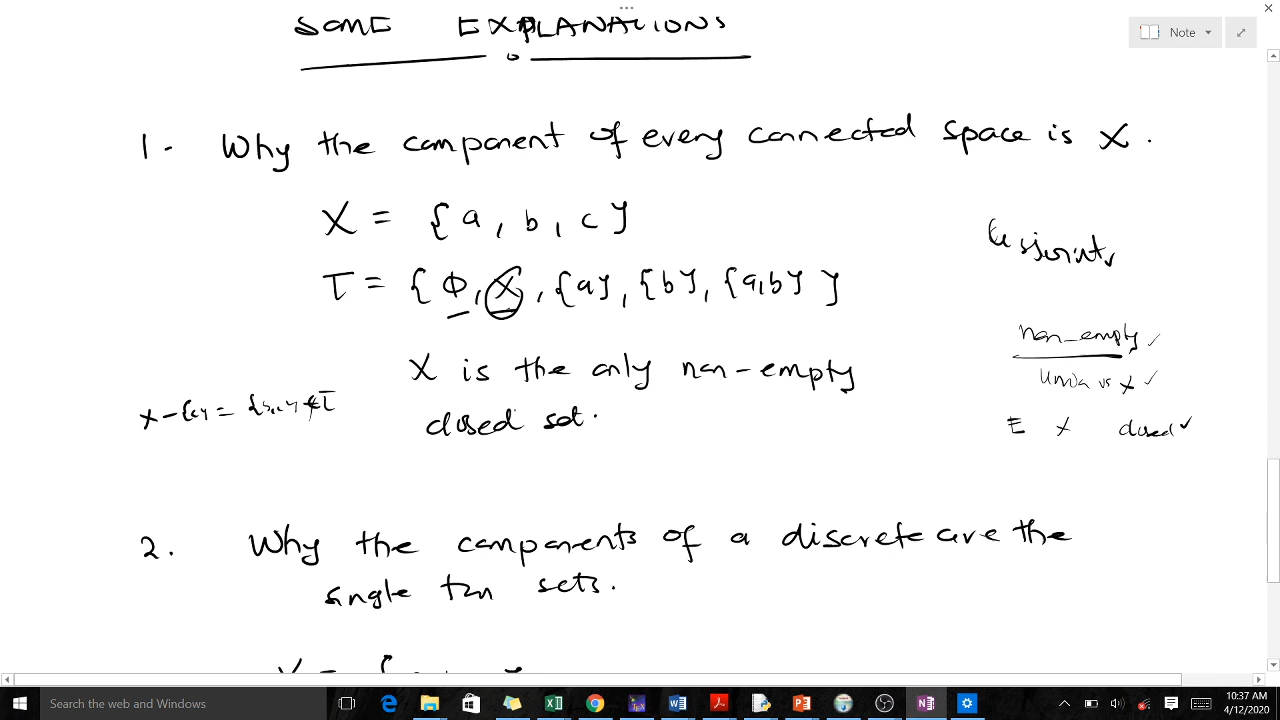 SOME EXPLANATIONS
Note
1. Why the component of every connected space is X.
X = {a, b, c}
T = {Φ, X, {a}, {b}, {a,b}}
non-empty ✓
X is the only non-empty
closed set.
E X closed ✓
2. Why the components of a discrete are the
single ton sets.
Search the web and Windows
10:37 AM
4/12/2020